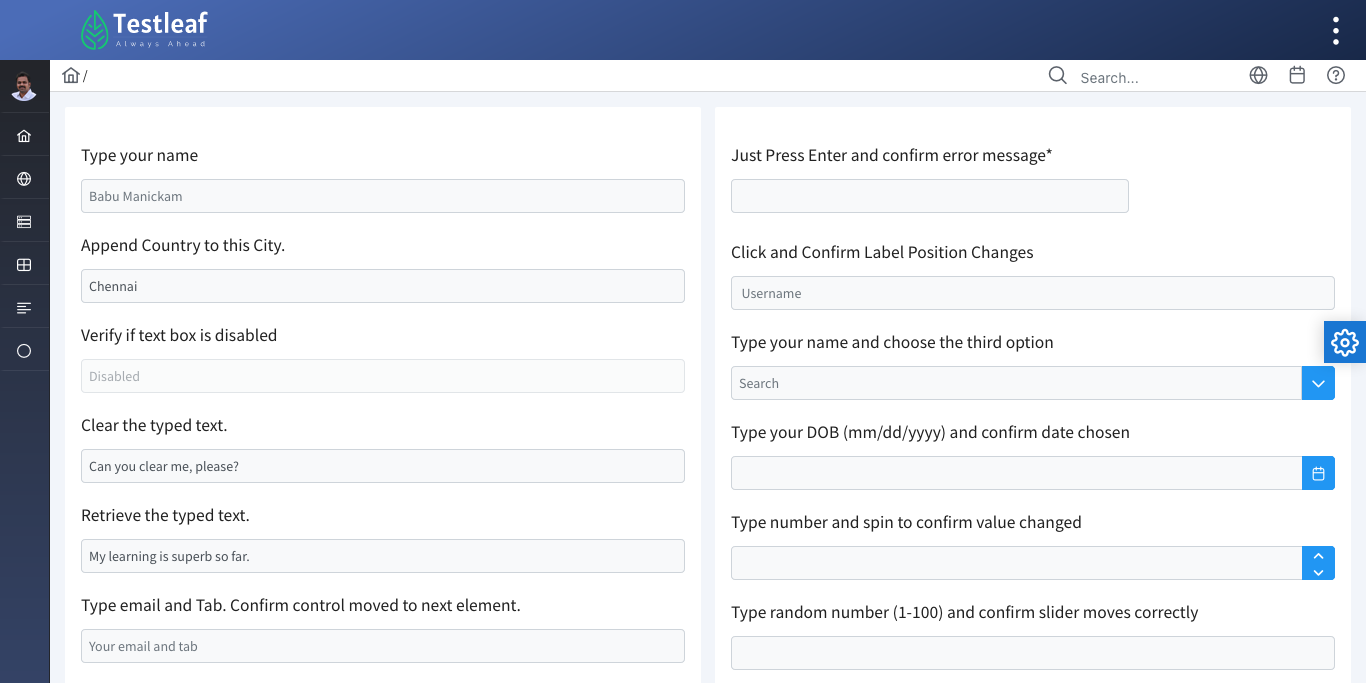 Testleaf
Always Ahead
/
Search...
Type your name
Babu Manickam
Append Country to this City.
Chennai
Verify if text box is disabled
Disabled
Clear the typed text.
Can you clear me, please?
Retrieve the typed text.
My learning is superb so far.
Type email and Tab. Confirm control moved to next element.
Your email and tab
Just Press Enter and confirm error message*
Click and Confirm Label Position Changes
Username
Type your name and choose the third option
Search
Type your DOB (mm/dd/yyyy) and confirm date chosen
Type number and spin to confirm value changed
Type random number (1-100) and confirm slider moves correctly